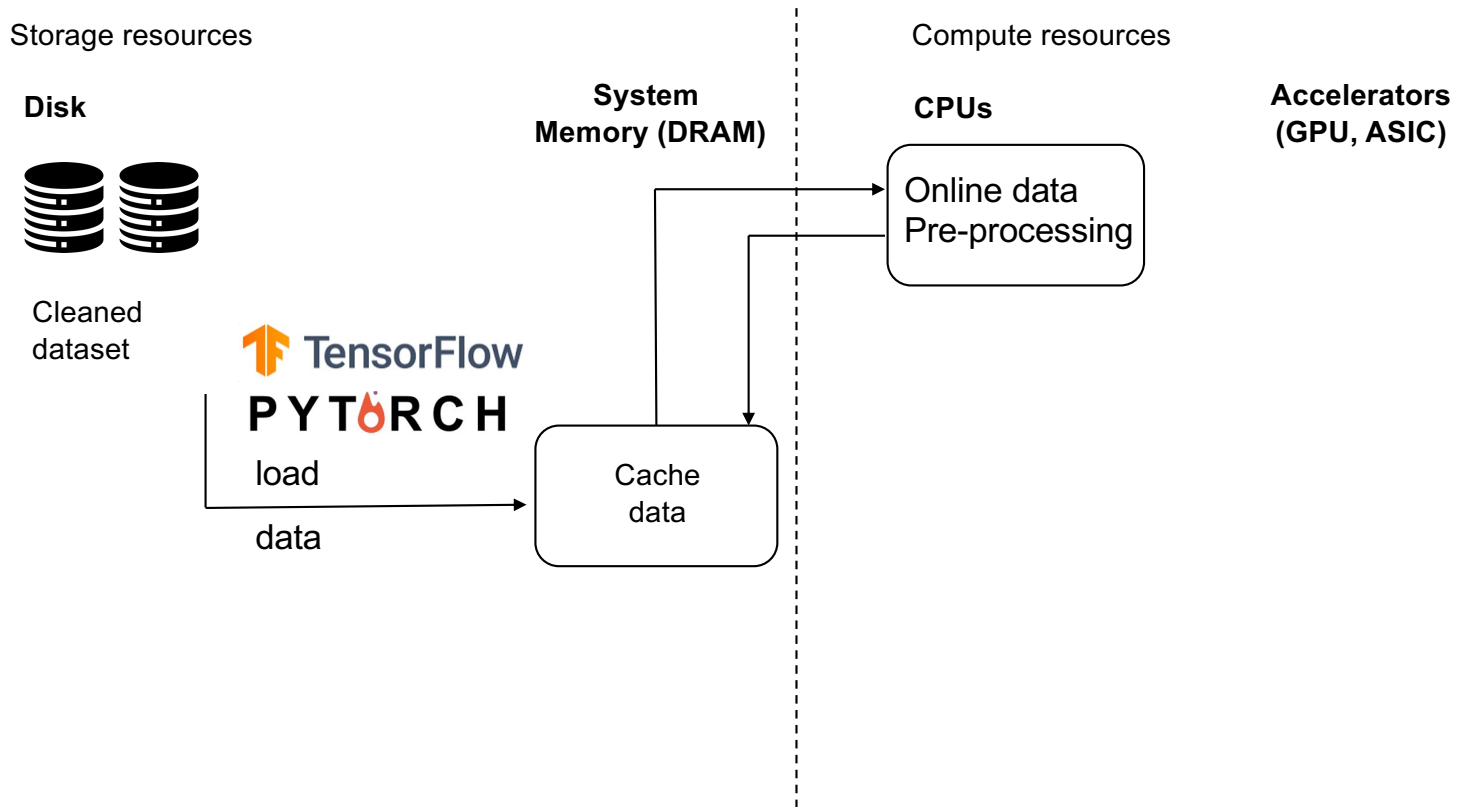 Storage resources
Compute resources
Disk
System
Memory (DRAM)
CPUs
Accelerators
(GPU, ASIC)
Online data
Pre-processing
Cleaned
dataset
TensorFlow
PYTORCH
load
data
Cache
data